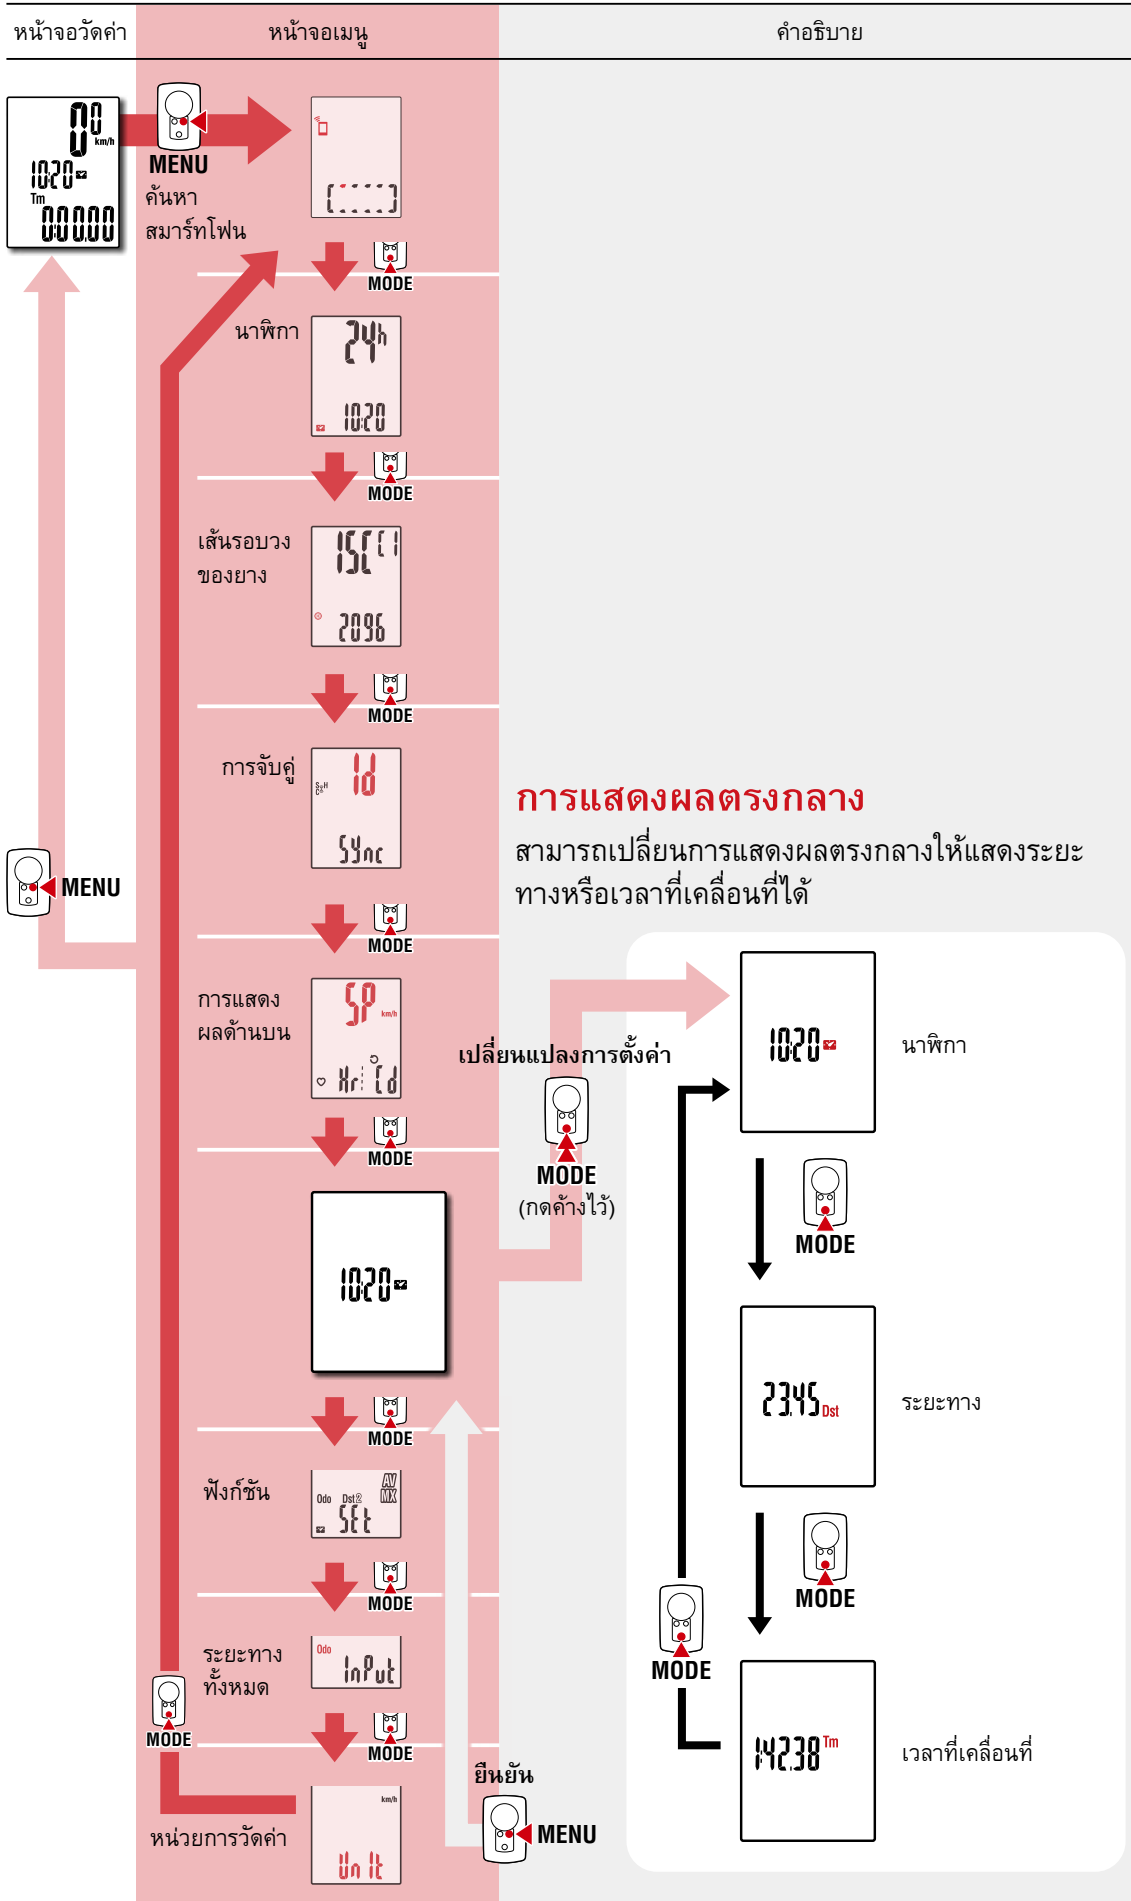 หน้าจอวัดค่า
หน้าจอเมนู
คำอธิบาย
0.0 km/h
10:20
Tm
0:00.00
MENU
ค้นหา
สมาร์ทโฟน
MODE
นาฬิกา
24h
10:20
MODE
เส้นรอบวง
ของยาง
ISC C1
2096
MODE
การจับคู่
Id
SYnc
MODE
การแสดง
ผลด้านบน
SP km/h
Hr Cd
MODE
10:20
MODE
ฟังก์ชัน
AV
Odo Dst2 MX
SEt
MODE
ระยะทาง
ทั้งหมด
Odo
InPut
MODE
หน่วยการวัดค่า
km/h
UnIt
MODE
MENU
การแสดงผลตรงกลาง
สามารถเปลี่ยนการแสดงผลตรงกลางให้แสดงระยะ
ทางหรือเวลาที่เคลื่อนที่ได้
เปลี่ยนแปลงการตั้งค่า
MODE
(กดค้างไว้)
10:20
นาฬิกา
MODE
23.45 Dst
ระยะทาง
MODE
1:42.38 Tm
เวลาที่เคลื่อนที่
MODE
ยืนยัน
MENU